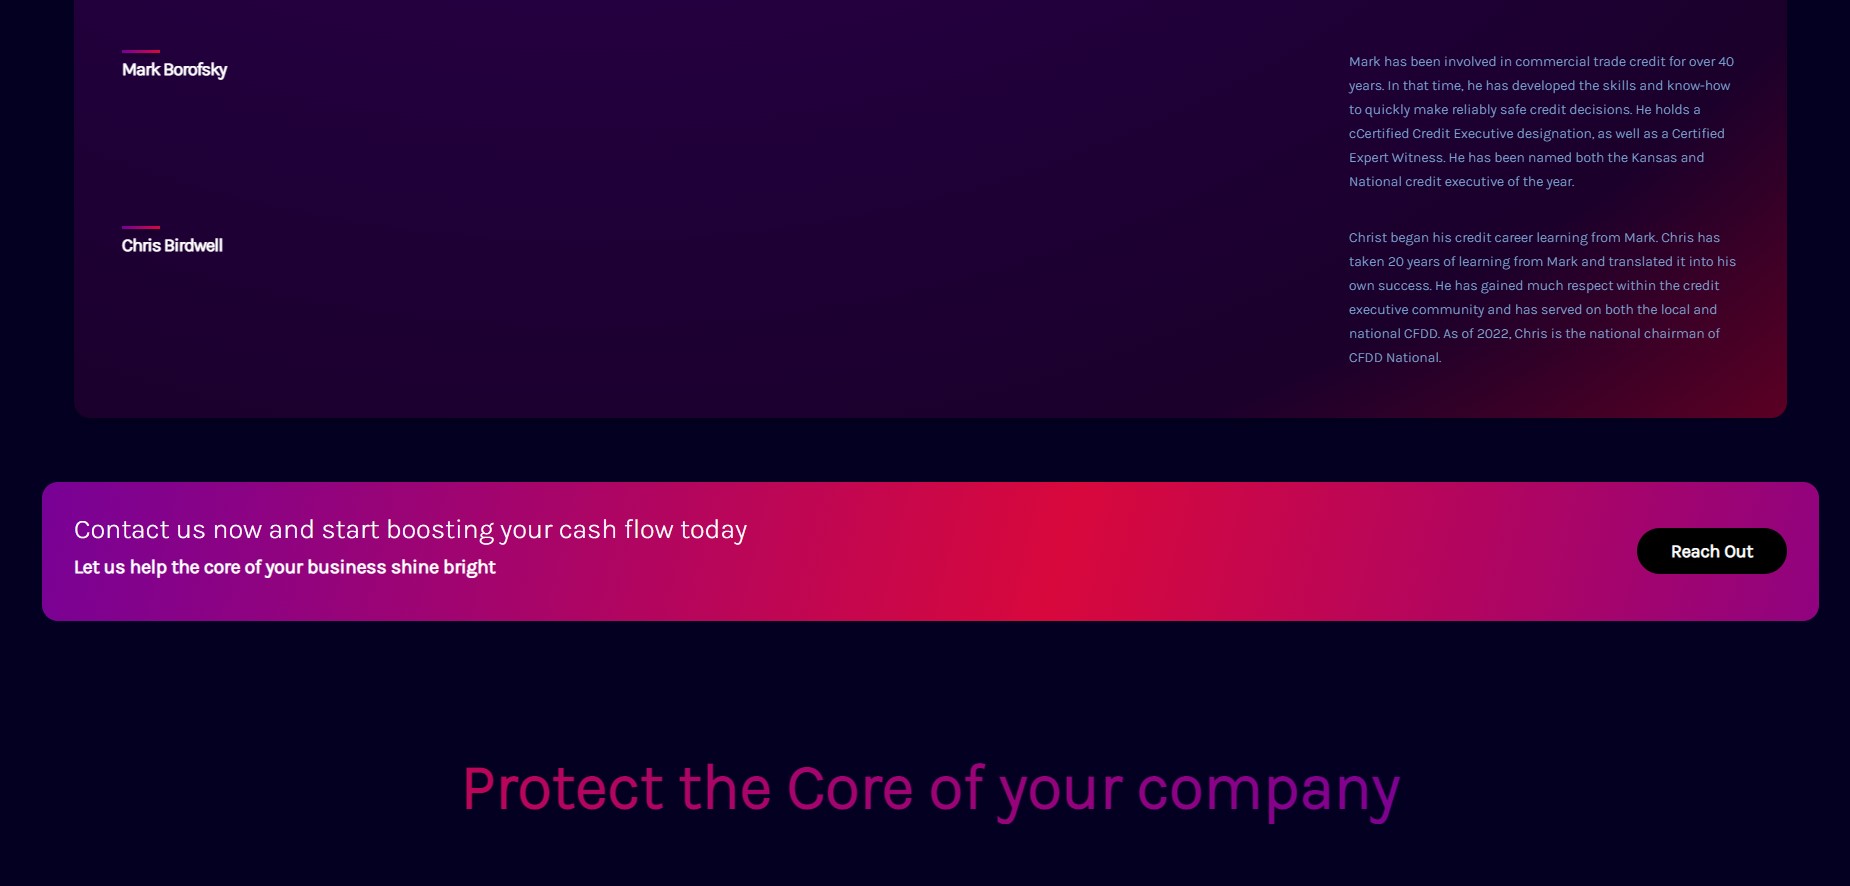 Mark Borofsky
Mark has been involved in commercial trade credit for over 40
years. In that time, he has developed the skills and know-how
to quickly make reliably safe credit decisions. He holds a
cCertified Credit Executive designation, as well as a Certified
Expert Witness. He has been named both the Kansas and
National credit executive of the year.
Chris Birdwell
Christ began his credit career learning from Mark. Chris has
taken 20 years of learning from Mark and translated it into his
own success. He has gained much respect within the credit
executive community and has served on both the local and
national CFDD. As of 2022, Chris is the national chairman of
CFDD National.
Contact us now and start boosting your cash flow today
Let us help the core of your business shine bright
Reach Out
Protect the Core of your company